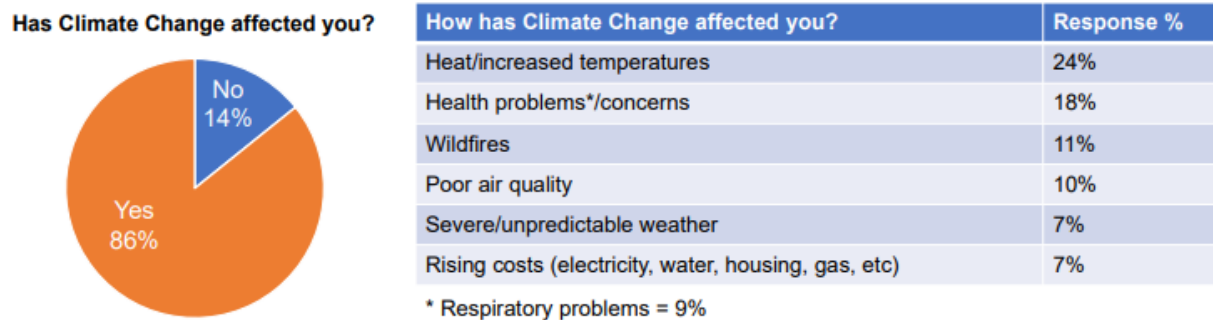 Has Climate Change affected you?
No
14%
Yes
86%
How has Climate Change affected you? Response %
Heat/increased temperatures 24%
Health problems*/concerns 18%
Wildfires 11%
Poor air quality 10%
Severe/unpredictable weather 7%
Rising costs (electricity, water, housing, gas, etc) 7%
* Respiratory problems = 9%